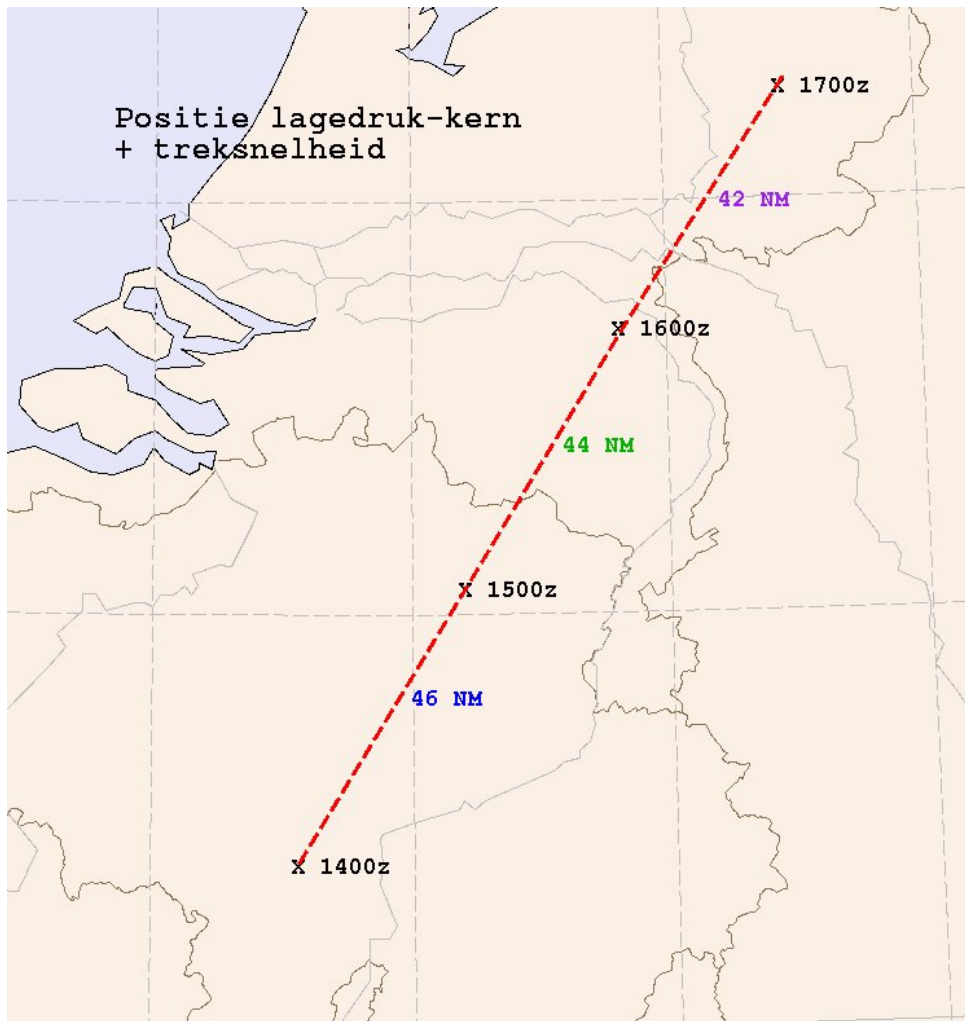 Positie lagedruk-kern
+ treksnelheid
X 1700z
42 NM
X 1600z
44 NM
X 1500z
46 NM
X 1400z